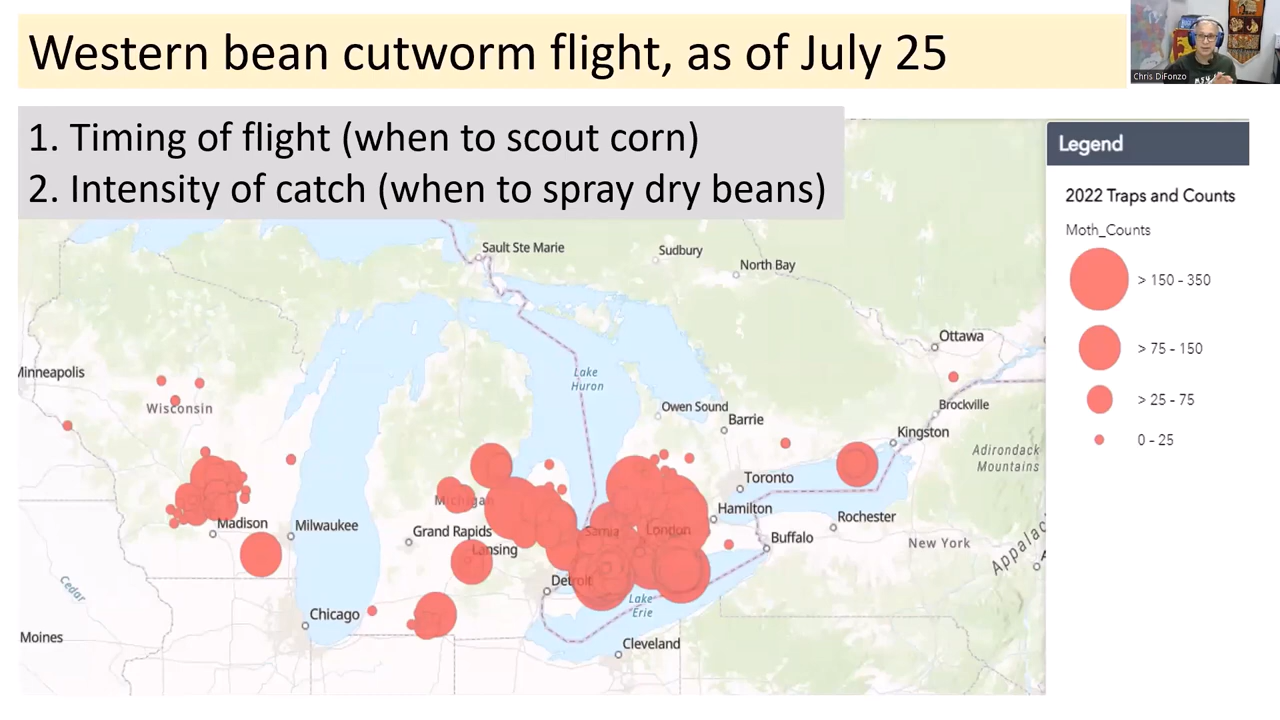 Western bean cutworm flight, as of July 25
Chris DiFonzo
1. Timing of flight (when to scout corn)
2. Intensity of catch (when to spray dry beans)
Legend
2022 Traps and Counts
Moth_Counts
> 150 - 350
> 75 - 150
> 25 - 75
0 - 25
Sault Ste Marie
Sudbury
North Bay
Ottawa
Minneapolis
Lake
Huron
Wisconsin
Owen Sound
Barrie
Brockville
Kingston
Adirondack
Mountains
Toronto
Michigan
Hamilton
Rochester
Madison
Milwaukee
Grand Rapids
Sarnia
London
Buffalo
New York
Lansing
Detroit
Cedar
Lake
Erie
Chicago
Moines
Cleveland